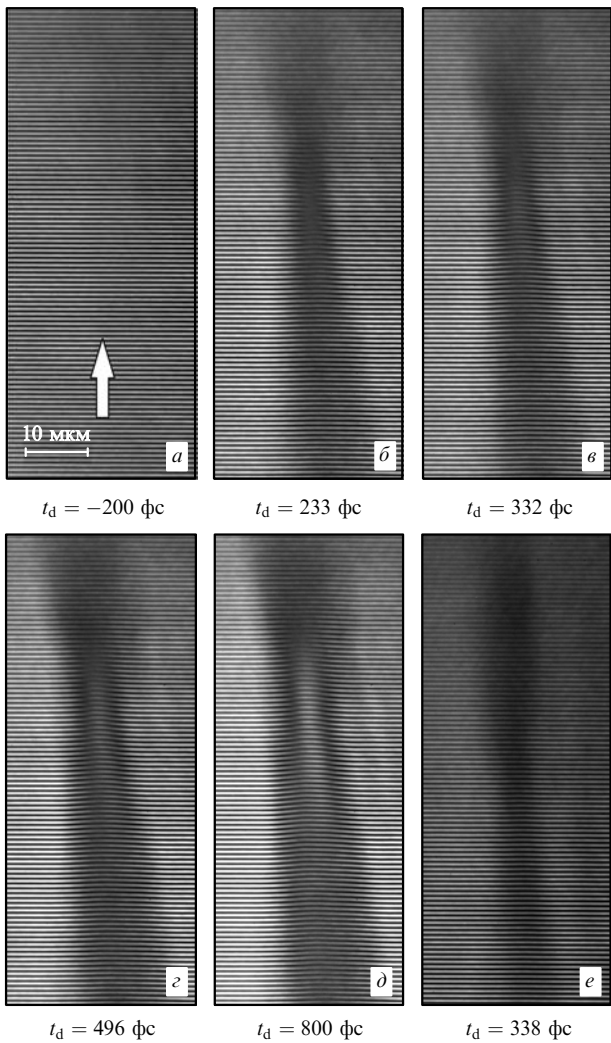 10 мкм
а
б
в
t_d = −200 фс
t_d = 233 фс
t_d = 332 фс
г
д
е
t_d = 496 фс
t_d = 800 фс
t_d = 338 фс